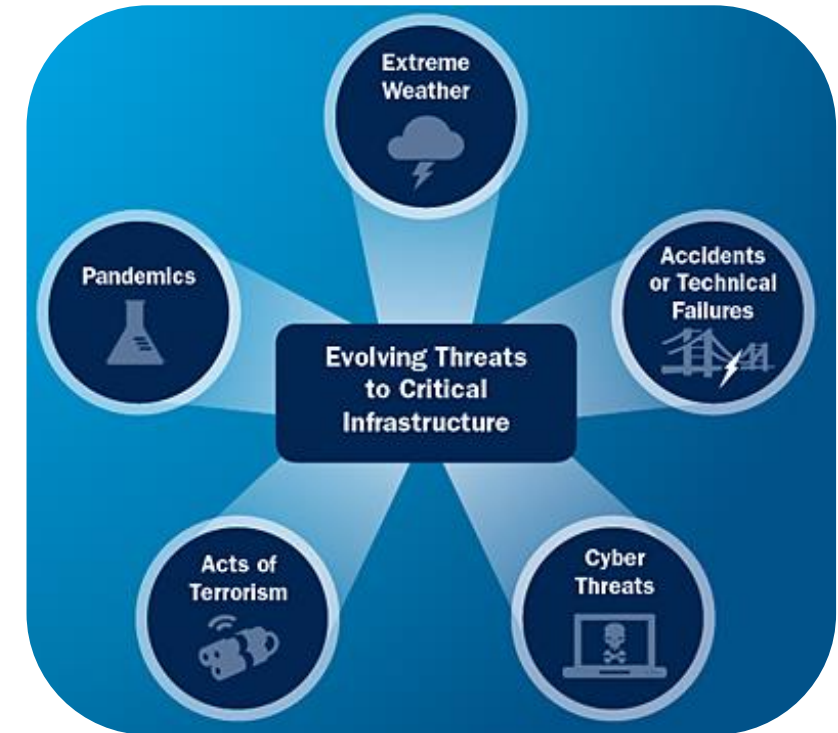 Extreme
Weather
Pandemics
Accidents
or Technical
Failures
Evolving Threats
to Critical
Infrastructure
Acts of
Terrorism
Cyber
Threats